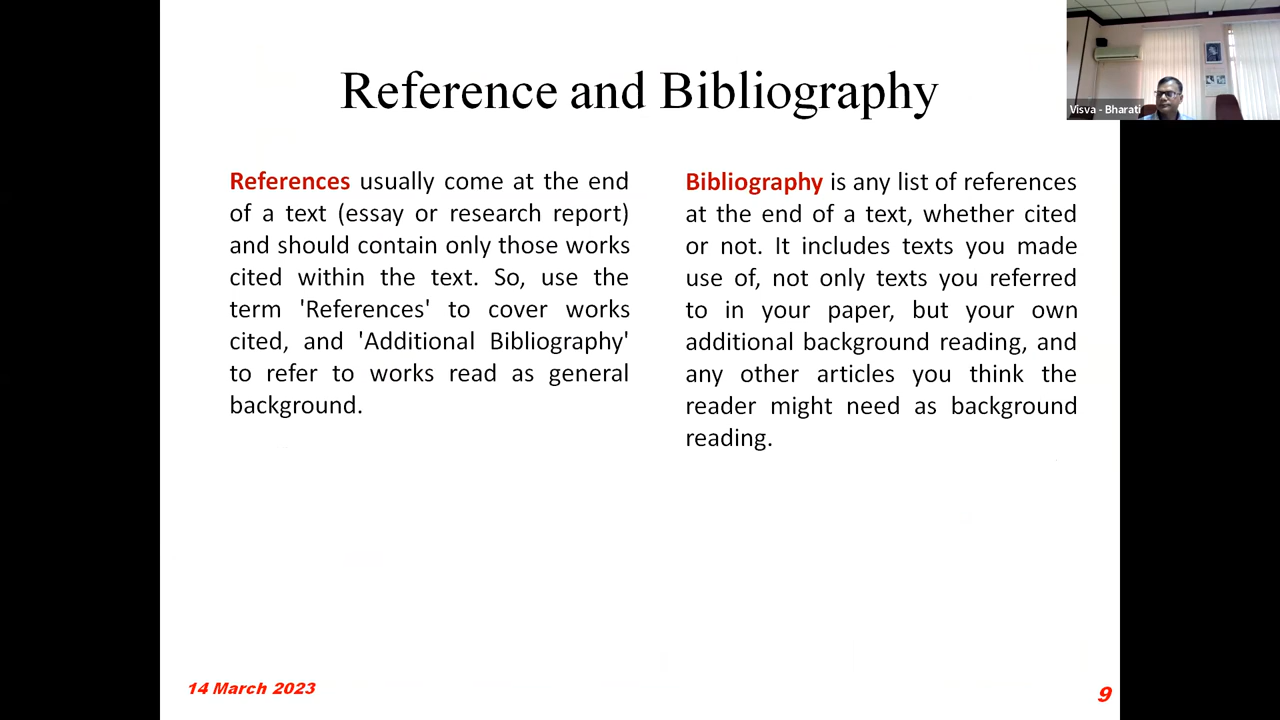 Reference and Bibliography
Visva - Bharati
References usually come at the end
of a text (essay or research report)
and should contain only those works
cited within the text. So, use the
term 'References' to cover works
cited, and 'Additional Bibliography'
to refer to works read as general
background.
Bibliography is any list of references
at the end of a text, whether cited
or not. It includes texts you made
use of, not only texts you referred
to in your paper, but your own
additional background reading, and
any other articles you think the
reader might need as background
reading.
14 March 2023
9